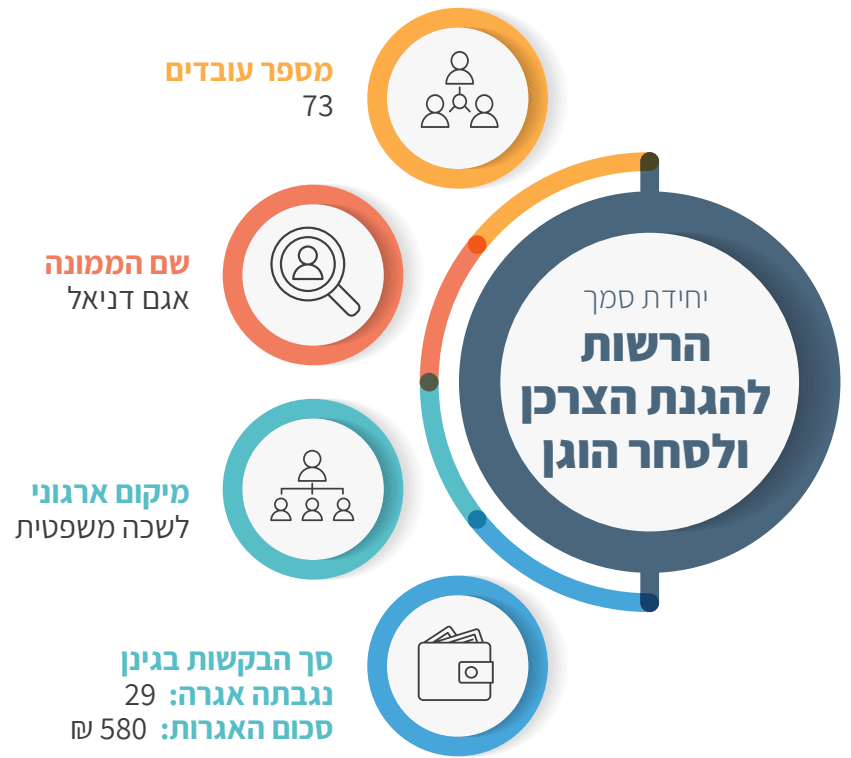 מספר עובדים
73
שם הממונה
אגם דניאל
יחידת סמך
הרשות
להגנת הצרכן
ולסחר הוגן
מיקום ארגוני
לשכה משפטית
סך הבקשות בגינן
נגבתה אגרה: 29
סכום האגרות: 580 ₪